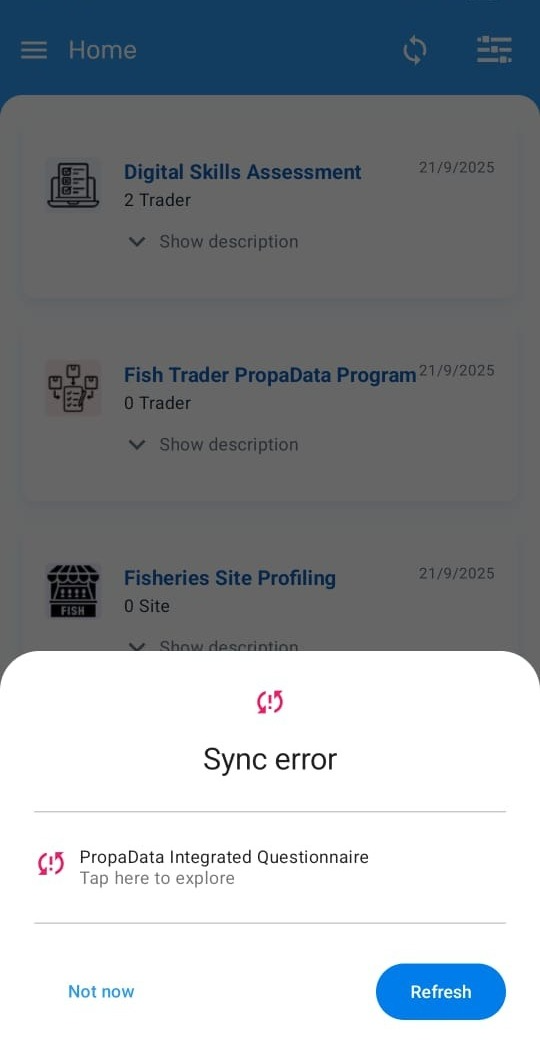 Home
Digital Skills Assessment
21/9/2025
2 Trader
Show description
Fish Trader PropaData Program
21/9/2025
0 Trader
Show description
Fisheries Site Profiling
21/9/2025
FISH
0 Site
Show description
Sync error
PropaData Integrated Questionnaire
Tap here to explore
Not now
Refresh